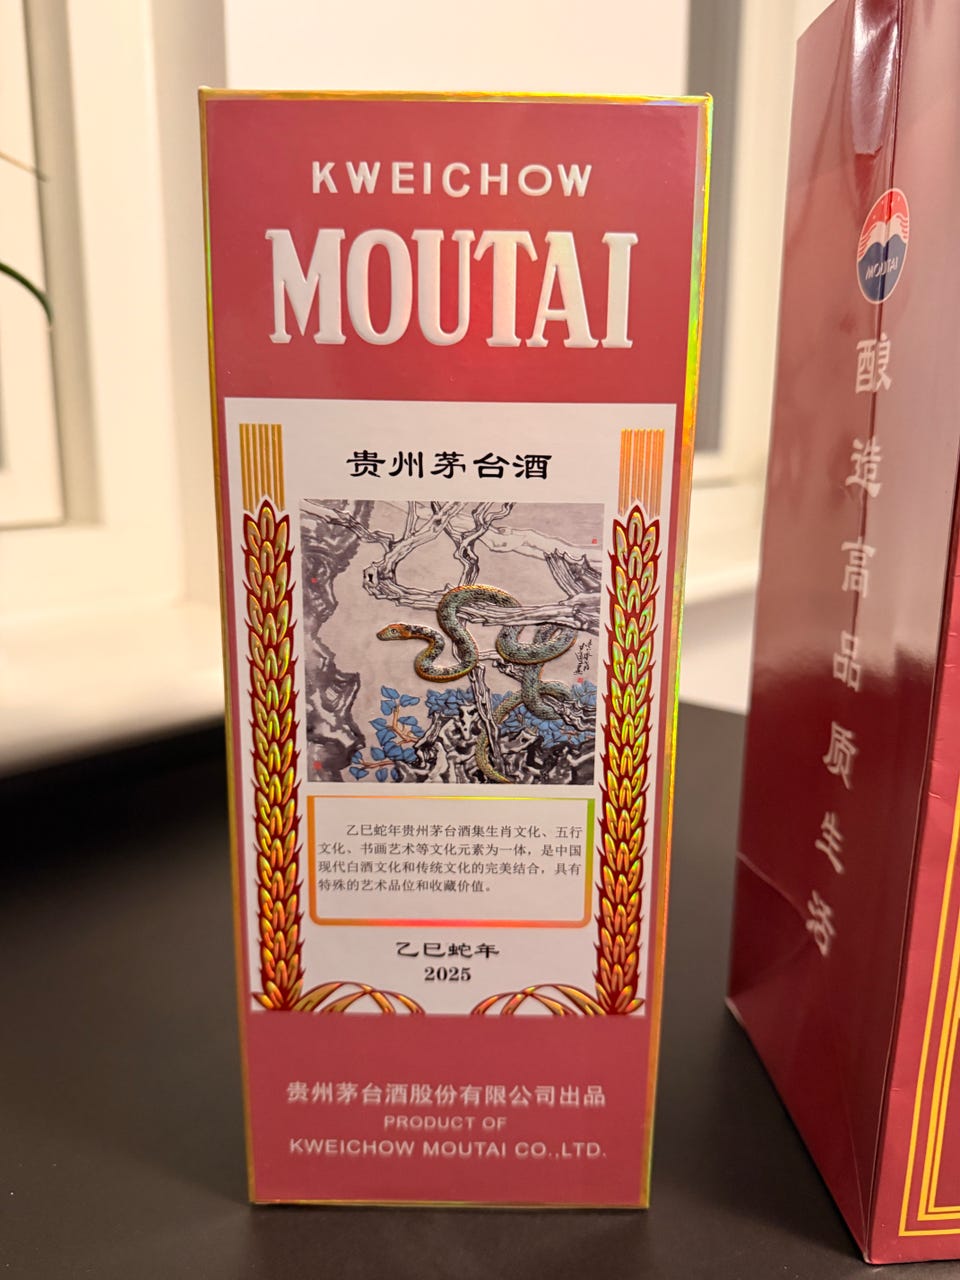 KWEICHOW
MOUTAI
贵州茅台酒
乙巳蛇年贵州茅台酒集生肖文化、五行
文化、书画艺术等文化元素为一体，是中国
现代白酒文化和传统文化的完美结合，具有
特殊的艺术品位和收藏价值。
乙巳蛇年
2025
贵州茅台酒股份有限公司出品
PRODUCT OF
KWEICHOW MOUTAI CO.,LTD.
MOUTAI
酿造高品质生活